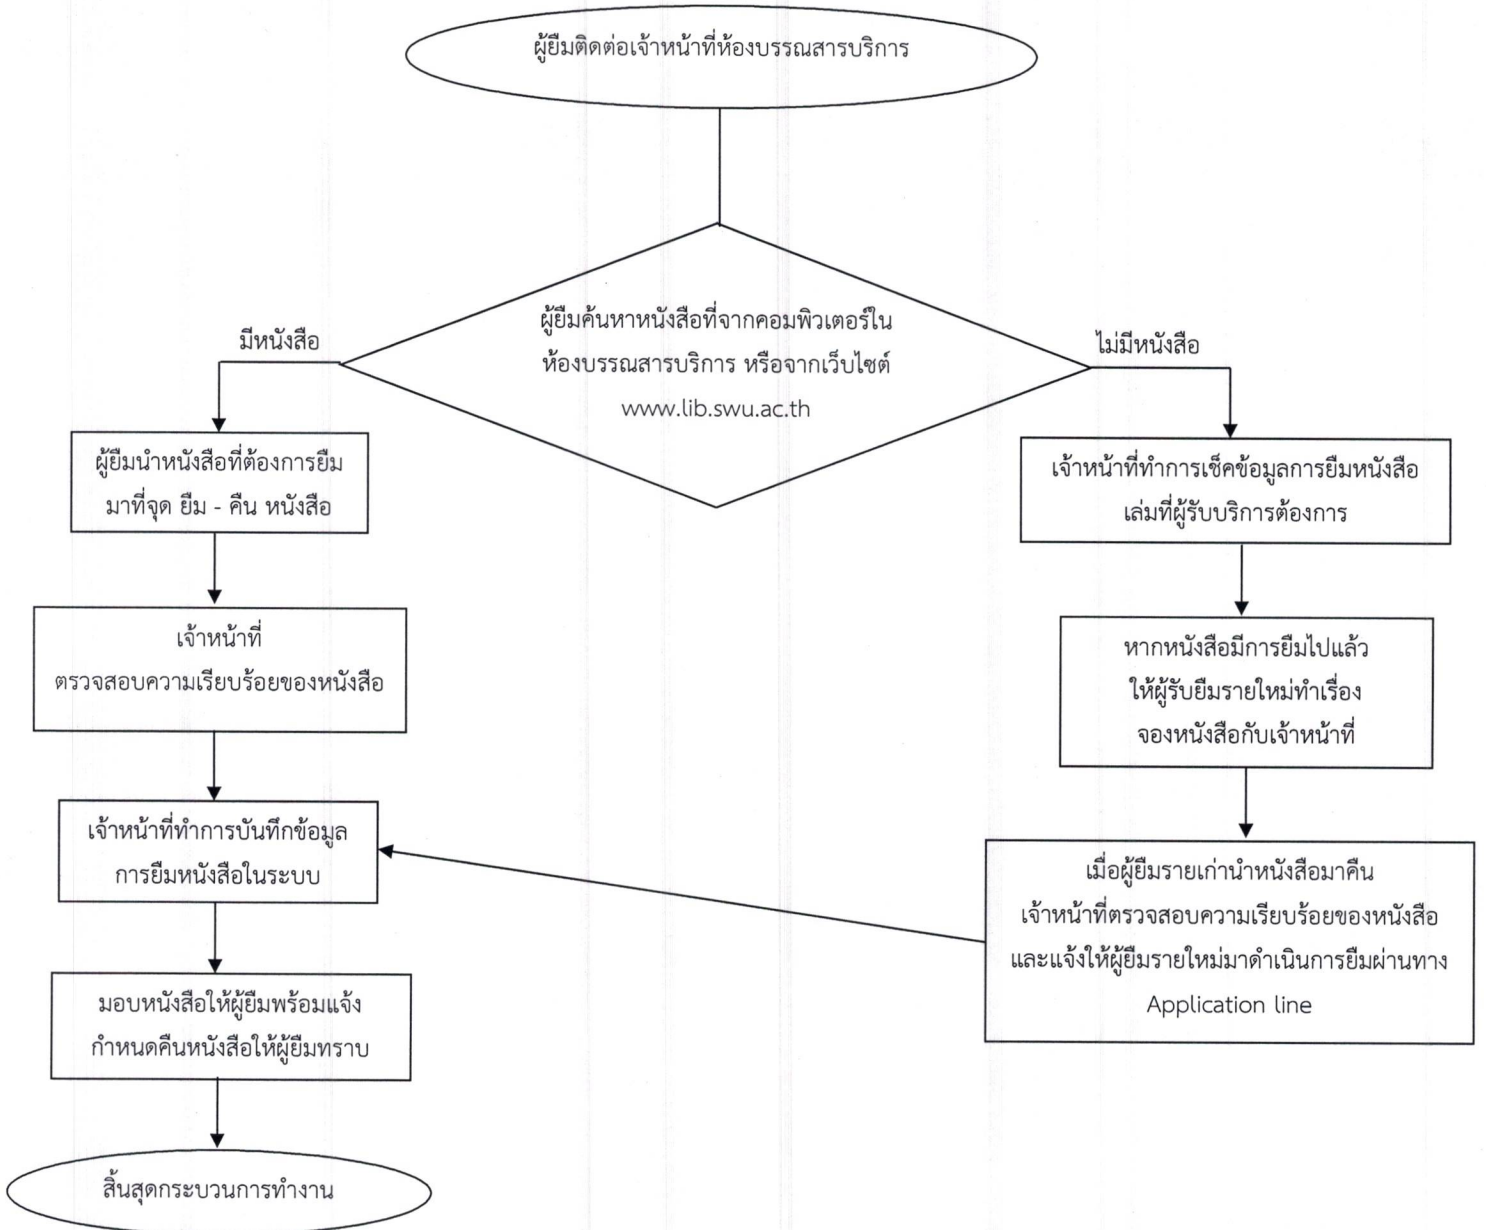 ผู้ยืมติดต่อเจ้าหน้าที่ห้องบรรณสารบริการ
ผู้ยืมค้นหาหนังสือที่จากคอมพิวเตอร์ใน
ห้องบรรณสารบริการ หรือจากเว็บไซต์
www.lib.swu.ac.th
มีหนังสือ
ไม่มีหนังสือ
ผู้ยืมนำหนังสือที่ต้องการยืม
มาที่จุด ยืม - คืน หนังสือ
เจ้าหน้าที่
ตรวจสอบความเรียบร้อยของหนังสือ
เจ้าหน้าที่ทำการบันทึกข้อมูล
การยืมหนังสือในระบบ
มอบหนังสือให้ผู้ยืมพร้อมแจ้ง
กำหนดคืนหนังสือให้ผู้ยืมทราบ
สิ้นสุดกระบวนการทำงาน
เจ้าหน้าที่ทำการเช็คข้อมูลการยืมหนังสือ
เล่มที่ผู้รับบริการต้องการ
หากหนังสือมีการยืมไปแล้ว
ให้ผู้รับยืมรายใหม่ทำเรื่อง
จองหนังสือกับเจ้าหน้าที่
เมื่อผู้ยืมรายเก่านำหนังสือมาคืน
เจ้าหน้าที่ตรวจสอบความเรียบร้อยของหนังสือ
และแจ้งให้ผู้ยืมรายใหม่มาดำเนินการยืมผ่านทาง
Application line